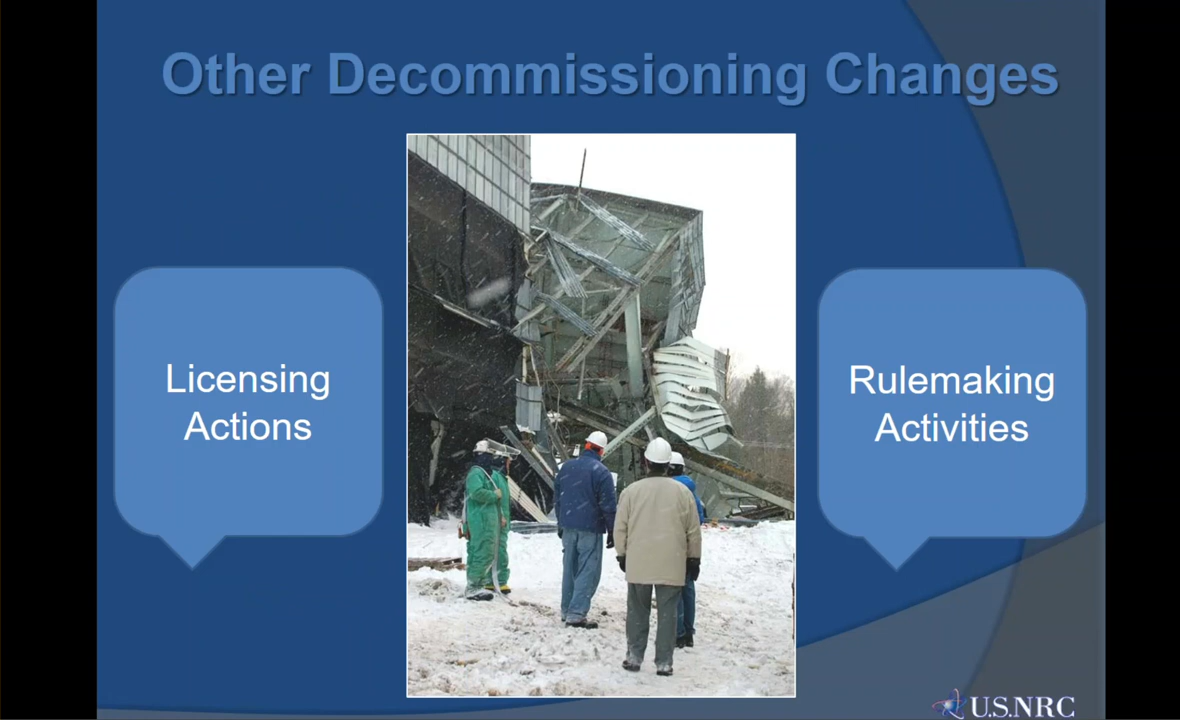 Other Decommissioning Changes
Licensing
Actions
Rulemaking
Activities
U.S.NRC